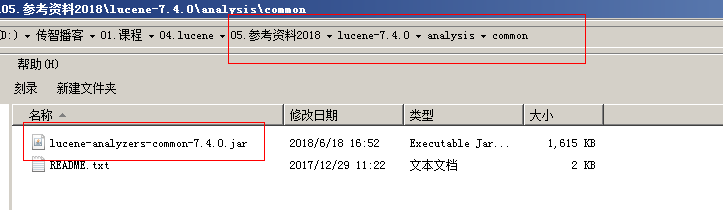 05.参考资料2018\lucene-7.4.0\analysis\common
D:) ▾ 传智播客 ▾ 01.课程 ▾ 04.lucene ▾ 05.参考资料2018 ▾ lucene-7.4.0 ▾ analysis ▾ common
帮助(H)
刻录 新建文件夹
名称 修改日期 类型 大小
lucene-analyzers-common-7.4.0.jar 2018/6/18 16:52 Executable Jar... 1,615 KB
README.txt 2017/12/29 11:22 文本文档 2 KB